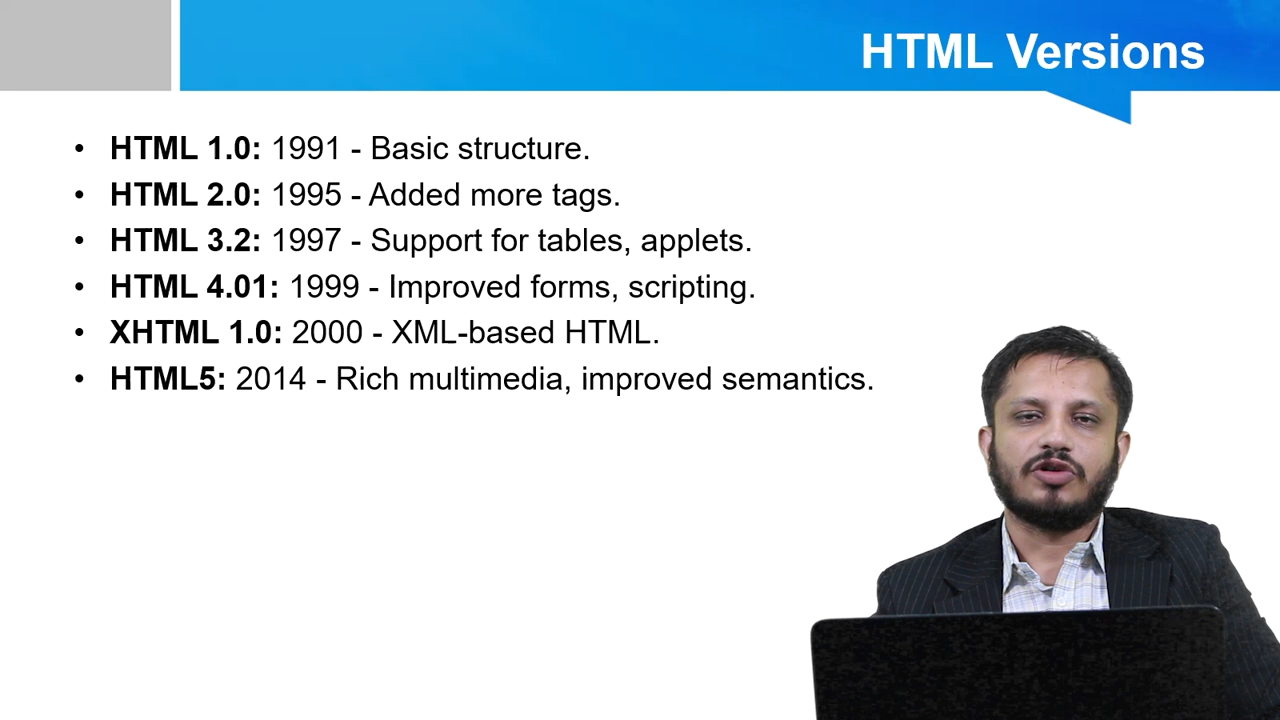 HTML Versions
• HTML 1.0: 1991 - Basic structure.
• HTML 2.0: 1995 - Added more tags.
• HTML 3.2: 1997 - Support for tables, applets.
• HTML 4.01: 1999 - Improved forms, scripting.
• XHTML 1.0: 2000 - XML-based HTML.
• HTML5: 2014 - Rich multimedia, improved semantics.